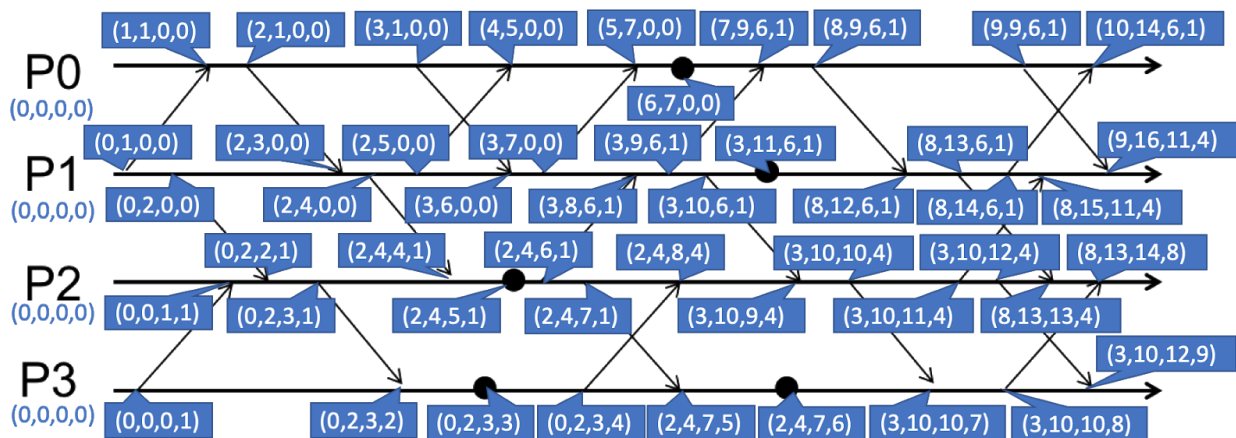 (1,1,0,0) (2,1,0,0) (3,1,0,0) (4,5,0,0) (5,7,0,0) (7,9,6,1) (8,9,6,1) (9,9,6,1) (10,14,6,1)
P0
(0,0,0,0) (6,7,0,0)
(0,1,0,0) (2,3,0,0) (2,5,0,0) (3,7,0,0) (3,9,6,1) (3,11,6,1) (8,13,6,1) (9,16,11,4)
P1
(0,0,0,0) (0,2,0,0) (2,4,0,0) (3,6,0,0) (3,8,6,1) (3,10,6,1) (8,12,6,1) (8,14,6,1) (8,15,11,4)
(0,2,2,1) (2,4,4,1) (2,4,6,1) (2,4,8,4) (3,10,10,4) (3,10,12,4) (8,13,14,8)
P2
(0,0,0,0) (0,0,1,1) (0,2,3,1) (2,4,5,1) (2,4,7,1) (3,10,9,4) (3,10,11,4) (8,13,13,4)
(3,10,12,9)
P3
(0,0,0,0) (0,0,0,1) (0,2,3,2) (0,2,3,3) (0,2,3,4) (2,4,7,5) (2,4,7,6) (3,10,10,7) (3,10,10,8)